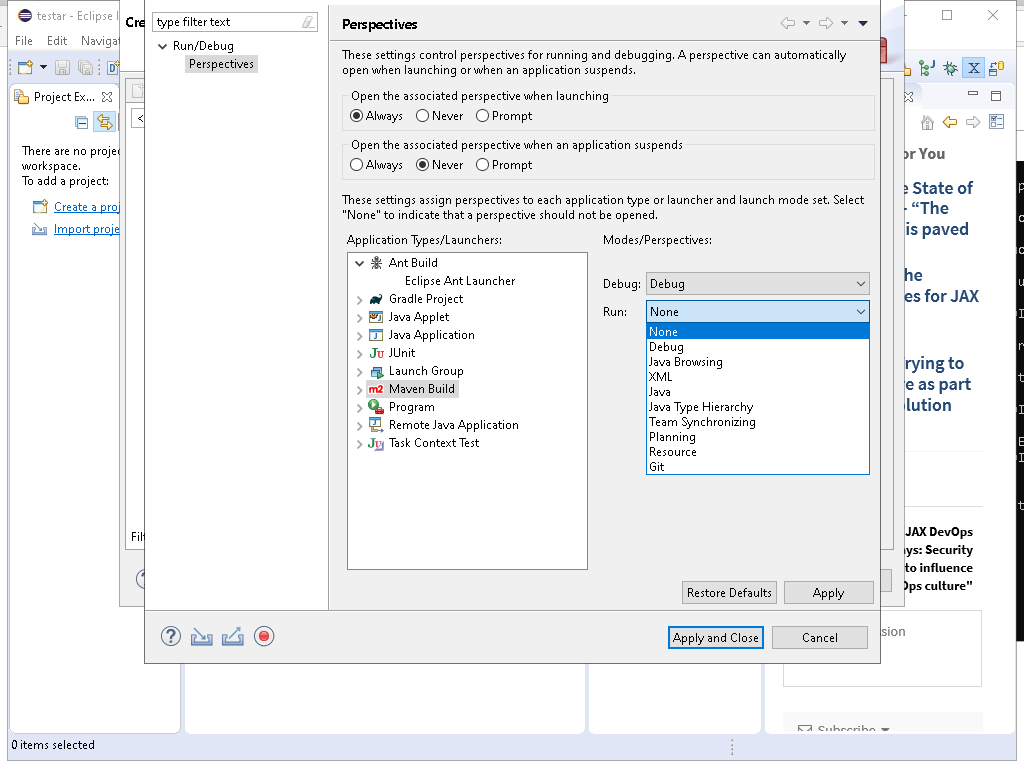 testar - Eclipse I
File Edit Navigat
Project Ex...
There are no projec
workspace.
To add a project:
Create a proj
Import proje
0 items selected
Cre
<
Filt
type filter text
Run/Debug
Perspectives
Perspectives
These settings control perspectives for running and debugging. A perspective can automatically
open when launching or when an application suspends.
Open the associated perspective when launching
Always Never Prompt
Open the associated perspective when an application suspends
Always Never Prompt
These settings assign perspectives to each application type or launcher and launch mode set. Select
"None" to indicate that a perspective should not be opened.
Application Types/Launchers:
Ant Build
Eclipse Ant Launcher
Gradle Project
Java Applet
Java Application
JUnit
Launch Group
m2 Maven Build
Program
Remote Java Application
Task Context Test
Modes/Perspectives:
Debug: Debug
Run: None
None
Debug
Java Browsing
XML
Java
Java Type Hierarchy
Team Synchronizing
Planning
Resource
Git
Restore Defaults Apply
Apply and Close Cancel
or You
e State of
- “The
is paved
he
es for JAX
rying to
re as part
olution
JAX DevOps
ys: Security
to influence
Ops culture"
sion
Subscribe